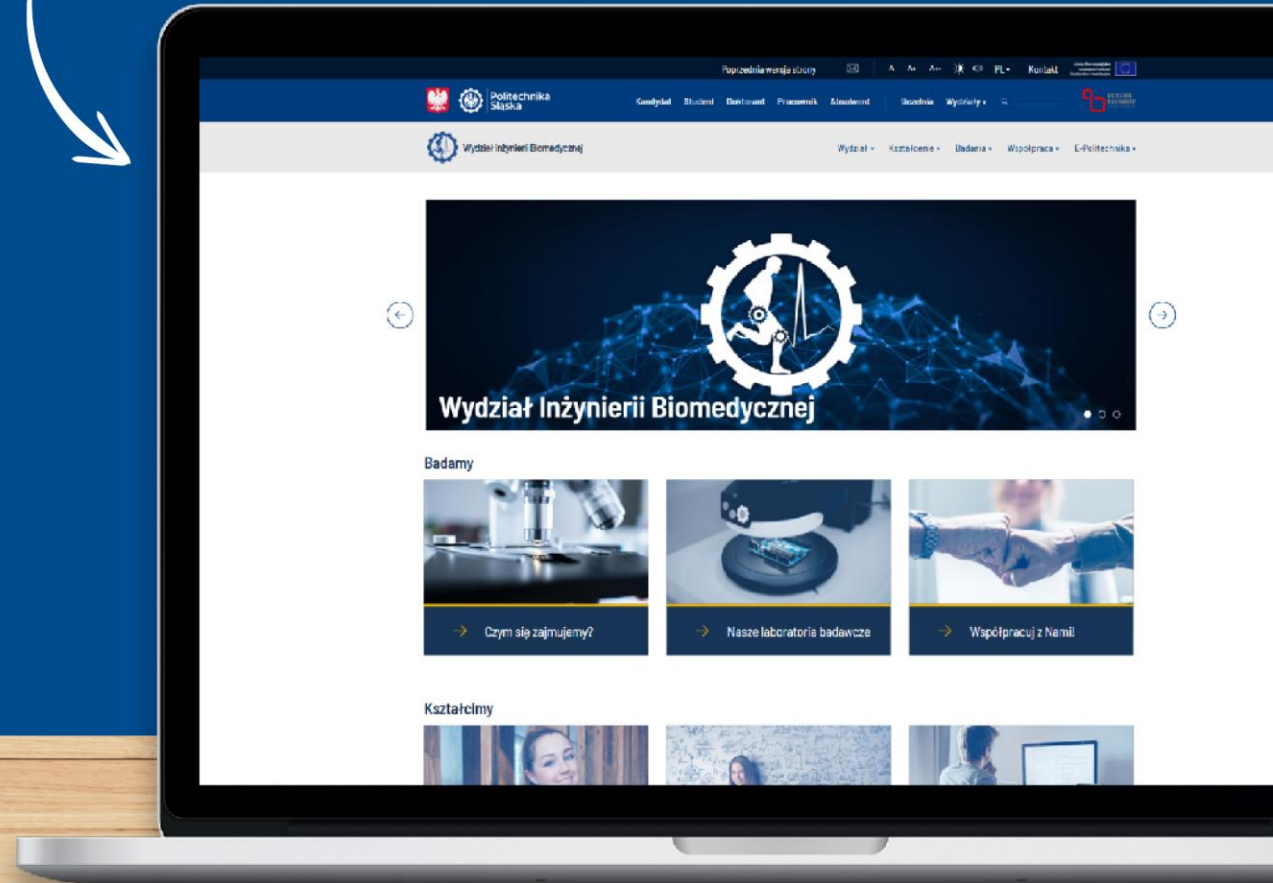 Poprzednia wersja strony A A+ A++ PL Kontakt
Politechnika
Śląska
Kandydat Student Doktorant Pracownik Absolwent Uczelnia Wydziały
Wydział Inżynierii Biomedycznej
Wydział Kształcenie Badania Współpraca E-Politechnika
Wydział Inżynierii Biomedycznej
Badamy
Czym się zajmujemy?
Nasze laboratoria badawcze
Współpracuj z Nami!
Kształcimy